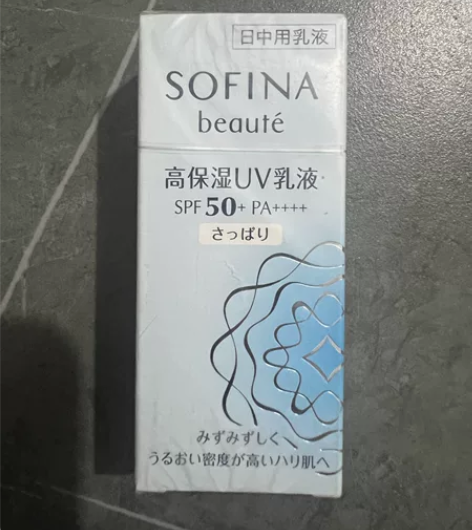 日中用乳液
SOFINA
beauté
高保湿UV乳液
SPF 50+ PA++++
さっぱり
みずみずしく、
うるおい密度が高いハリ肌へ